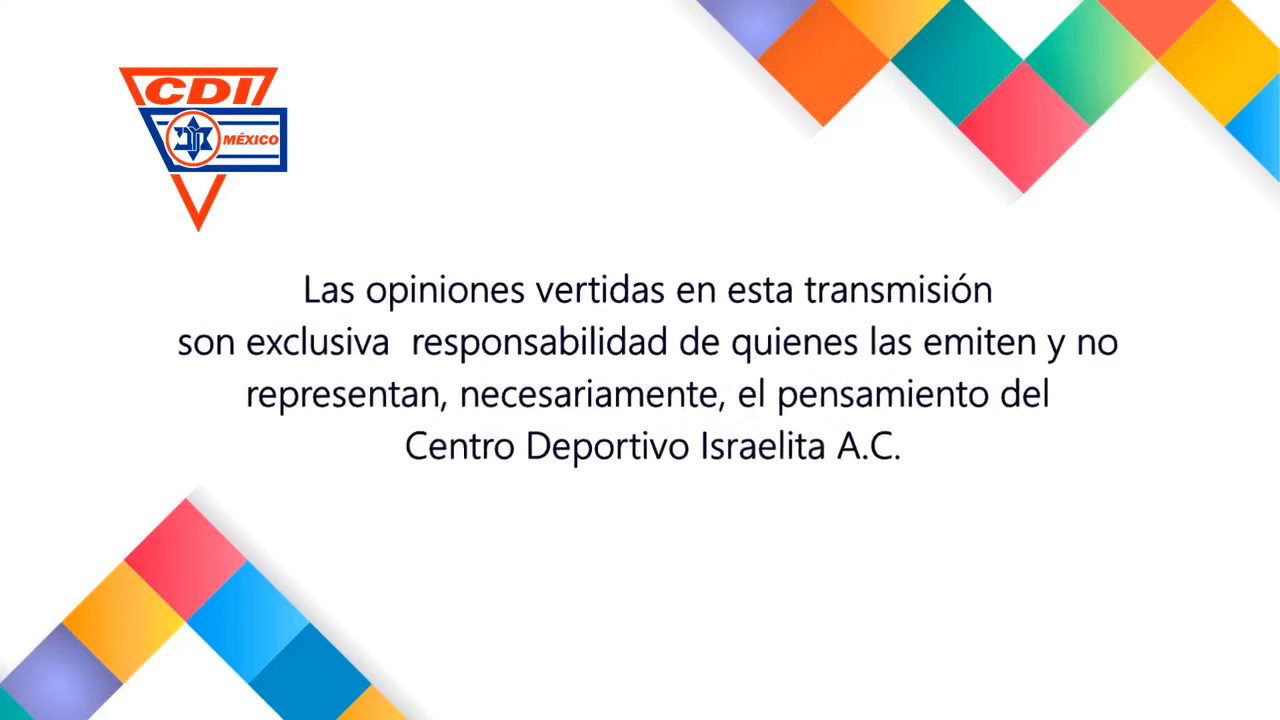 CDI
MÉXICO
Las opiniones vertidas en esta transmisión
son exclusiva  responsabilidad de quienes las emiten y no
representan, necesariamente, el pensamiento del
Centro Deportivo Israelita A.C.